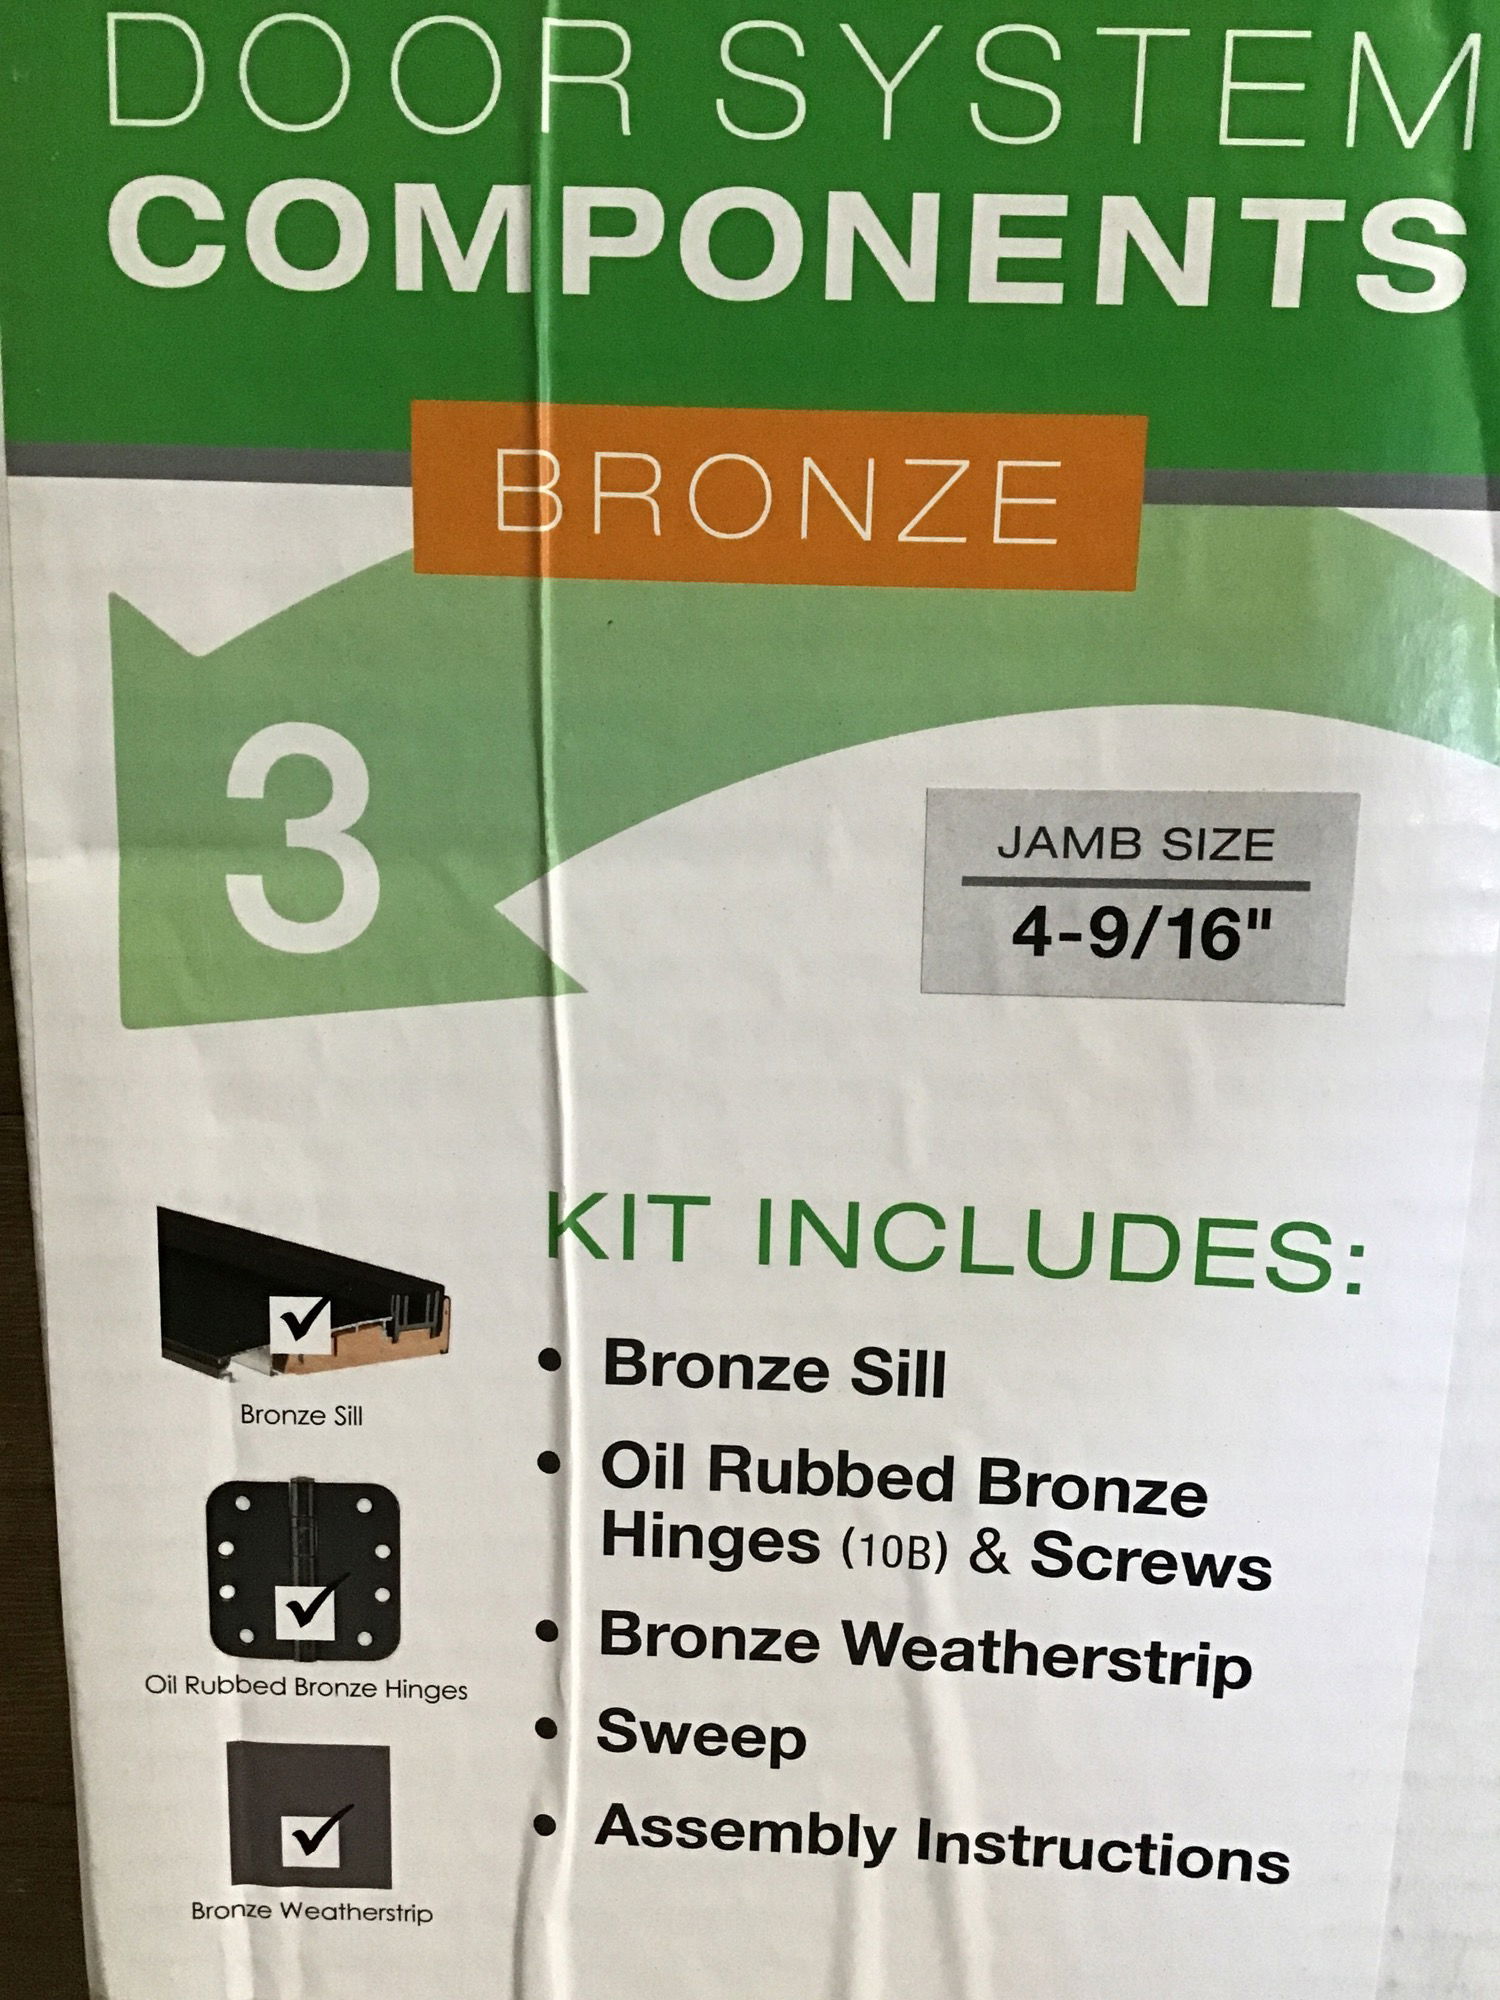 DOOR SYSTEM
COMPONENTS
BRONZE
3
JAMB SIZE
4-9/16"
KIT INCLUDES:
• Bronze Sill
• Oil Rubbed Bronze
Hinges (10B) & Screws
• Bronze Weatherstrip
• Sweep
• Assembly Instructions
Bronze Sill
Oil Rubbed Bronze Hinges
Bronze Weatherstrip